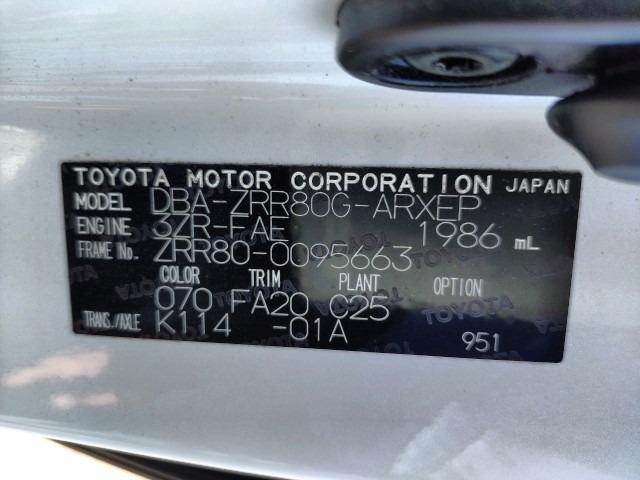 TOYOTA MOTOR CORPORATION JAPAN
MODEL DBA-ZRR80G-ARXEP
ENGINE 3ZR-FAE 1986 mL
FRAME No. ZRR80-0095663
COLOR TRIM PLANT OPTION
070 FA20 C25
TRANS./AXLE K114 -01A
951